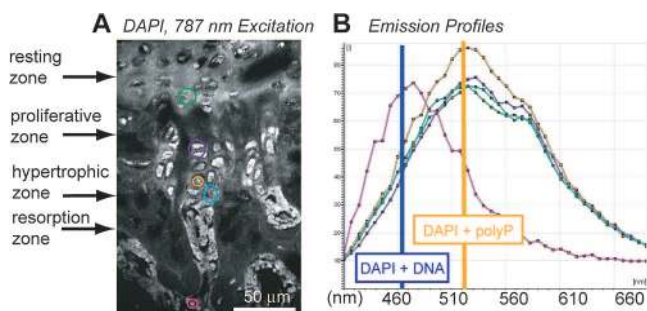 A DAPI, 787 nm Excitation
B Emission Profiles
resting
zone
proliferative
zone
hypertrophic
zone
resorption
zone
50 μm
DAPI + polyP
DAPI + DNA
(nm) 460 510 560 610 660
[nm]